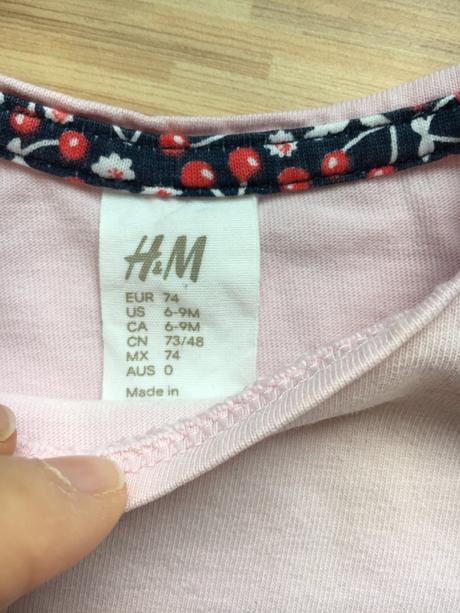 H&M
EUR 74
US 6-9M
CA 6-9M
CN 73/48
MX 74
AUS 0
Made in